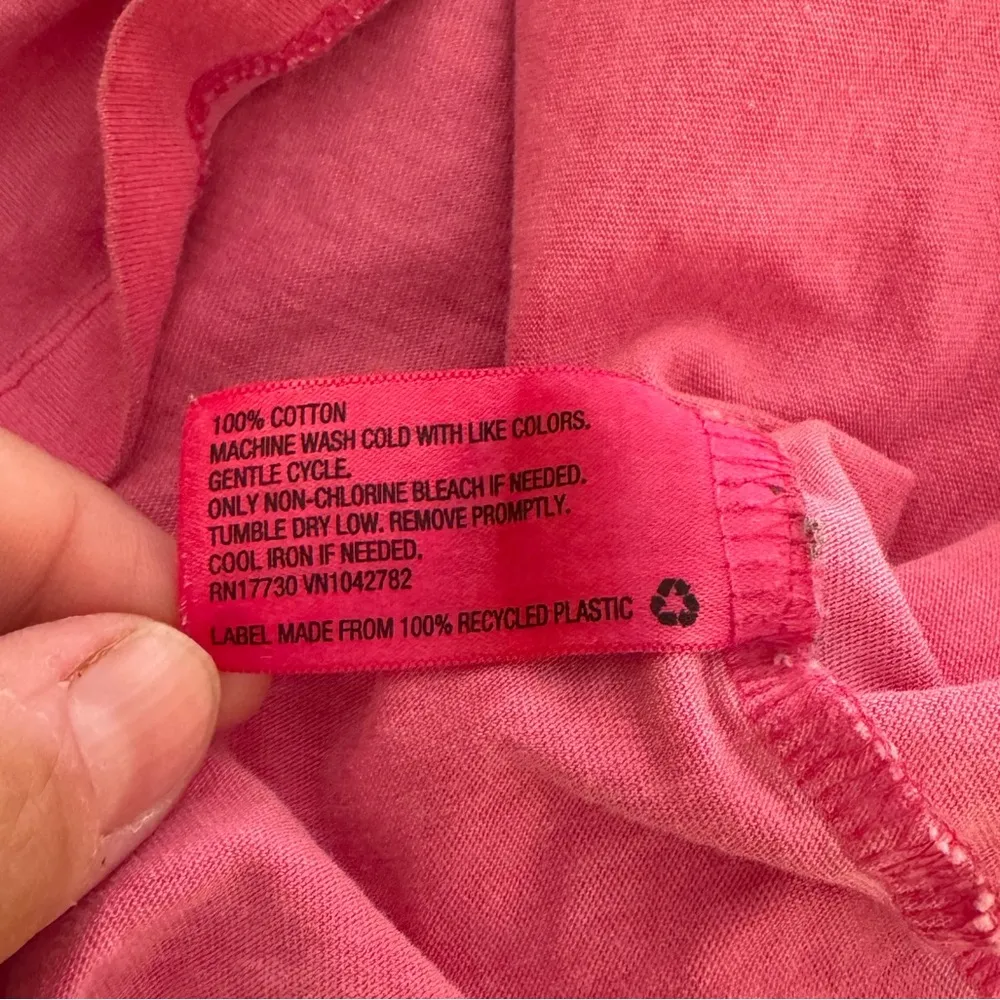 100% COTTON
MACHINE WASH COLD WITH LIKE COLORS.
GENTLE CYCLE.
ONLY NON-CHLORINE BLEACH IF NEEDED.
TUMBLE DRY LOW. REMOVE PROMPTLY.
COOL IRON IF NEEDED.
RN17730 VN1042782
LABEL MADE FROM 100% RECYCLED PLASTIC